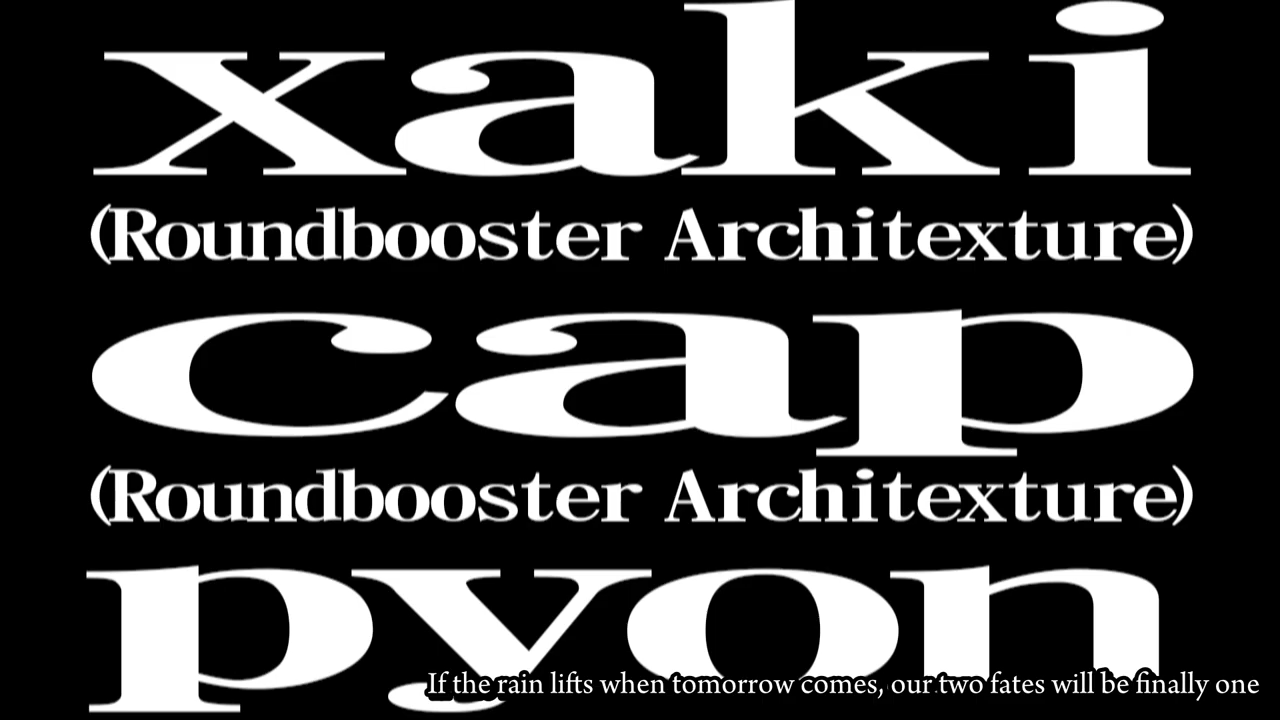 xaki
(Roundbooster Architexture)
cap
(Roundbooster Architexture)
pyon
If the rain lifts when tomorrow comes, our two fates will be finally one